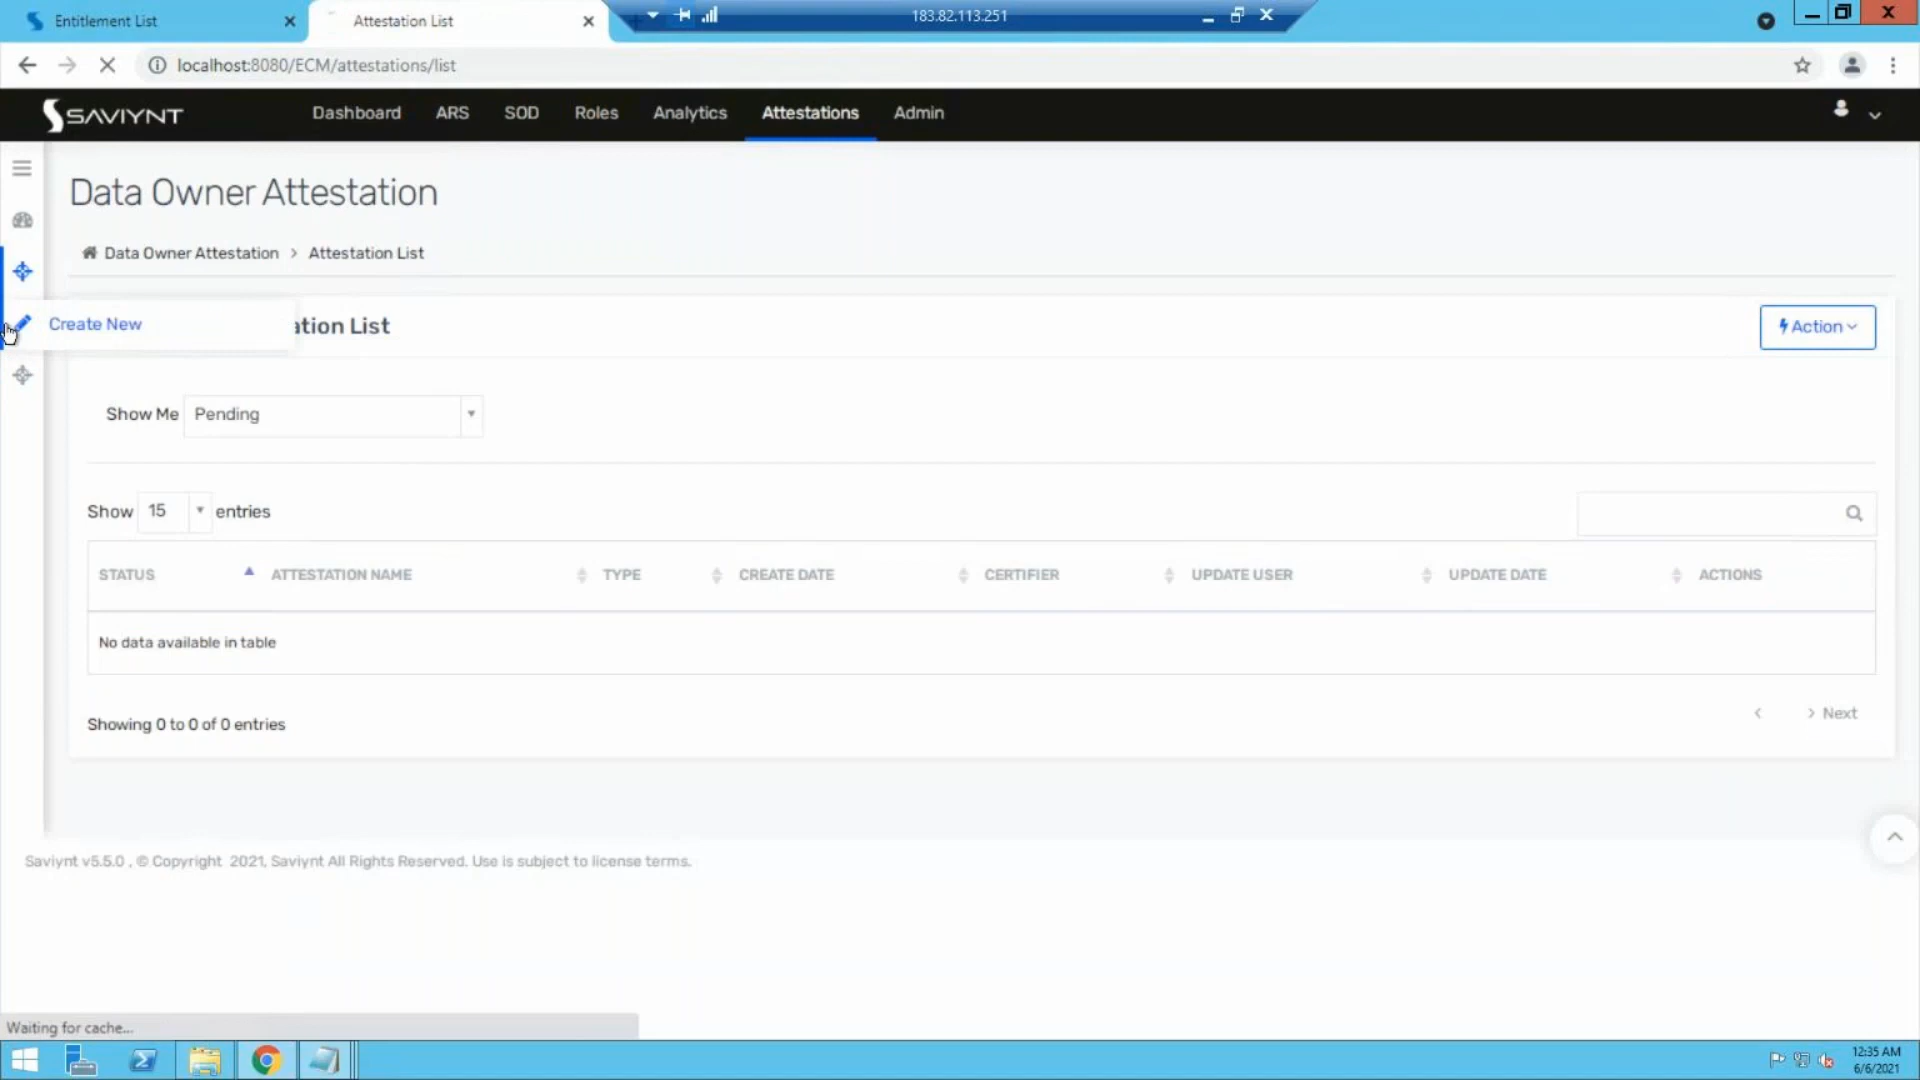 Entitlement List
Attestation List
183.82.113.251
localhost:8080/ECM/attestations/list
SAVIYNT
Dashboard ARS SOD Roles Analytics Attestations Admin
Data Owner Attestation
Data Owner Attestation > Attestation List
Create New
ation List
Action
Show Me Pending
Show 15 entries
STATUS ATTESTATION NAME TYPE CREATE DATE CERTIFIER UPDATE USER UPDATE DATE ACTIONS
No data available in table
Showing 0 to 0 of 0 entries
< > Next
Saviynt v5.5.0 , © Copyright 2021, Saviynt All Rights Reserved. Use is subject to license terms.
Waiting for cache...
12:35 AM
6/6/2021